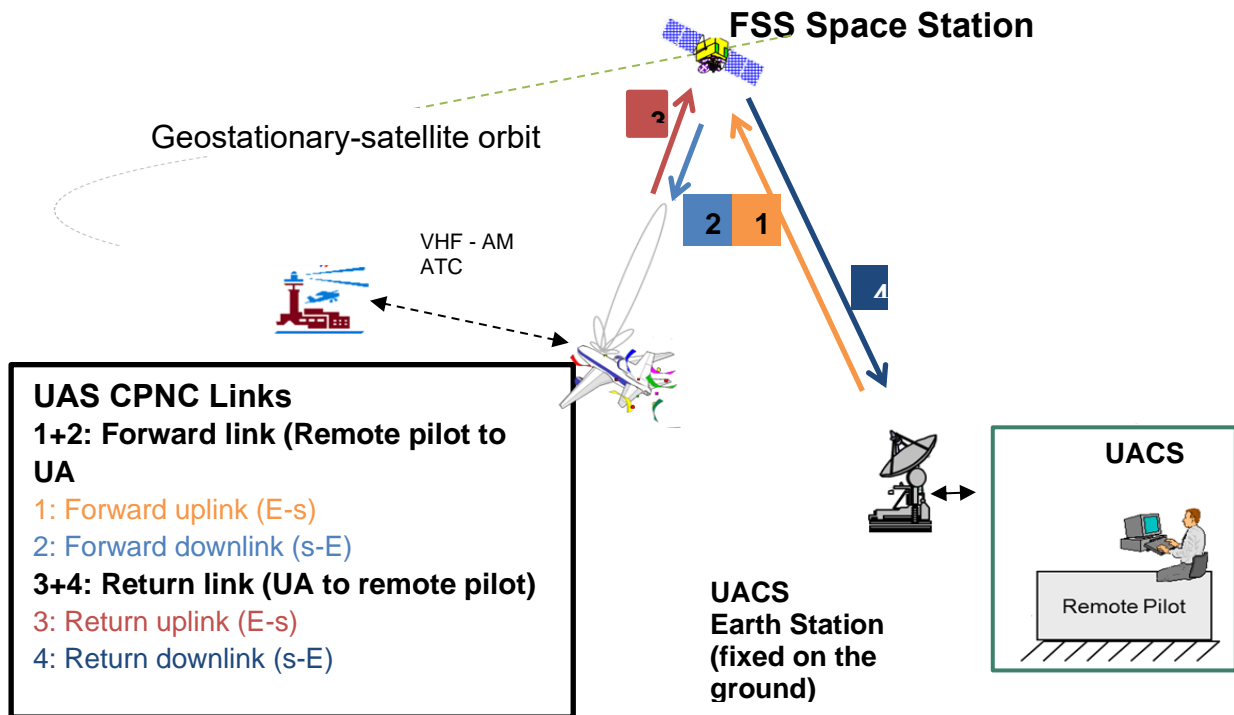 FSS Space Station
3
Geostationary-satellite orbit
2 1
VHF - AM
ATC
4
UAS CPNC Links
1+2: Forward link (Remote pilot to
UA
1: Forward uplink (E-s)
2: Forward downlink (s-E)
3+4: Return link (UA to remote pilot)
3: Return uplink (E-s)
4: Return downlink (s-E)
UACS
Earth Station
(fixed on the
ground)
UACS
Remote Pilot